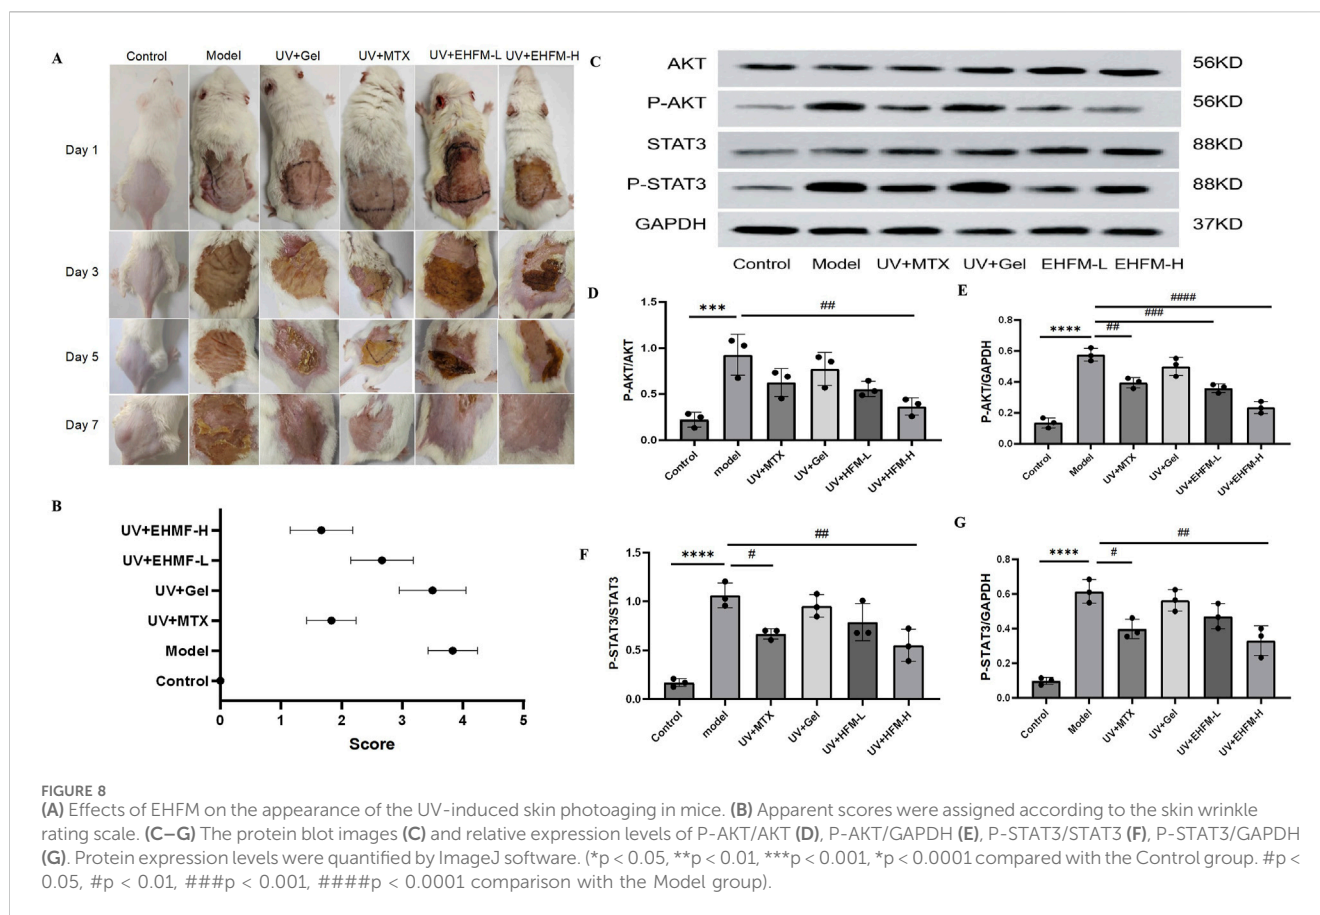 A
Control
Model
UV+Gel
UV+MTX
UV+EHFM-L
UV+EHFM-H
Day 1
Day 3
Day 5
Day 7
B
UV+EHMF-H
UV+EHMF-L
UV+Gel
UV+MTX
Model
Control
0 1 2 3 4 5
Score
C
AKT 56KD
P-AKT 56KD
STAT3 88KD
P-STAT3 88KD
GAPDH 37KD
Control Model UV+MTX UV+Gel EHFM-L EHFM-H
D
P-AKT/AKT
1.5
1.0
0.5
0.0
***
##
Control
model
UV+MTX
UV+Gel
UV+HFM-L
UV+HFM-H
E
P-AKT/GAPDH
0.8
0.6
0.4
0.2
0.0
****
##
###
####
Control
Model
UV+MTX
UV+Gel
UV+EHFM-L
UV+EHFM-H
F
P-STAT3/STAT3
1.5
1.0
0.5
0.0
****
#
##
Control
model
UV+MTX
UV+Gel
UV+HFM-L
UV+HFM-H
G
P-STAT3/GAPDH
0.8
0.6
0.4
0.2
0.0
****
#
##
Control
Model
UV+MTX
UV+Gel
UV+EHFM-L
UV+EHFM-H
FIGURE 8
(A) Effects of EHFM on the appearance of the UV-induced skin photoaging in mice. (B) Apparent scores were assigned according to the skin wrinkle
rating scale. (C–G) The protein blot images (C) and relative expression levels of P-AKT/AKT (D), P-AKT/GAPDH (E), P-STAT3/STAT3 (F), P-STAT3/GAPDH
(G). Protein expression levels were quantified by ImageJ software. (*p < 0.05, **p < 0.01, ***p < 0.001, *p < 0.0001 compared with the Control group. #p <
0.05, #p < 0.01, ###p < 0.001, ####p < 0.0001 comparison with the Model group).